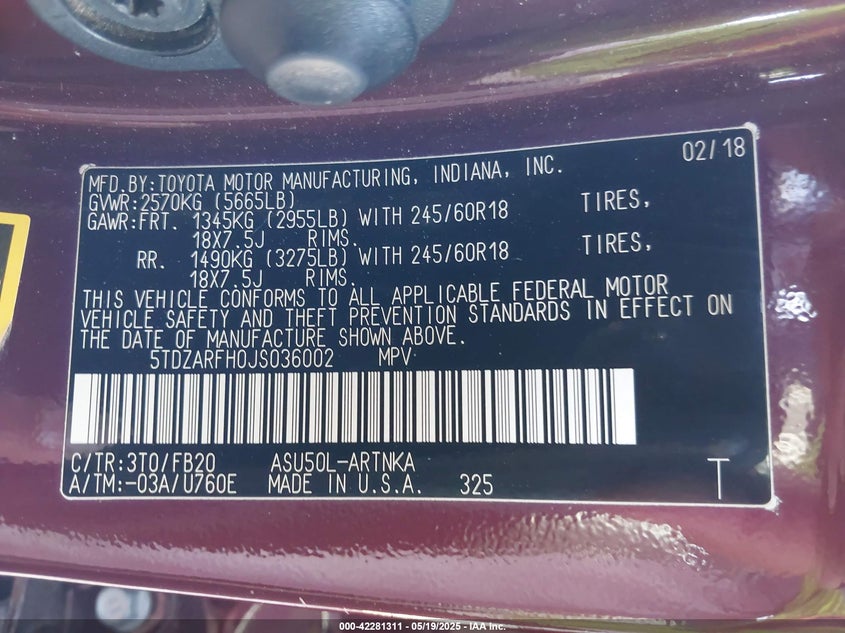 02/18
MFD.BY:TOYOTA MOTOR MANUFACTURING, INDIANA, INC.
GVWR:2570KG (5665LB)
GAWR:FRT. 1345KG (2955LB) WITH 245/60R18 TIRES,
18X7.5J RIMS.
RR. 1490KG (3275LB) WITH 245/60R18 TIRES,
18X7.5J RIMS.
THIS VEHICLE CONFORMS TO ALL APPLICABLE FEDERAL MOTOR
VEHICLE SAFETY AND THEFT PREVENTION STANDARDS IN EFFECT ON
THE DATE OF MANUFACTURE SHOWN ABOVE.
5TDZARFH0JS036002 MPV
C/TR:3T0/FB20 ASU50L-ARTNKA
A/TM:-03A/U760E MADE IN U.S.A. 325 T
000-42281311 - 05/19/2025 - IAA Inc.